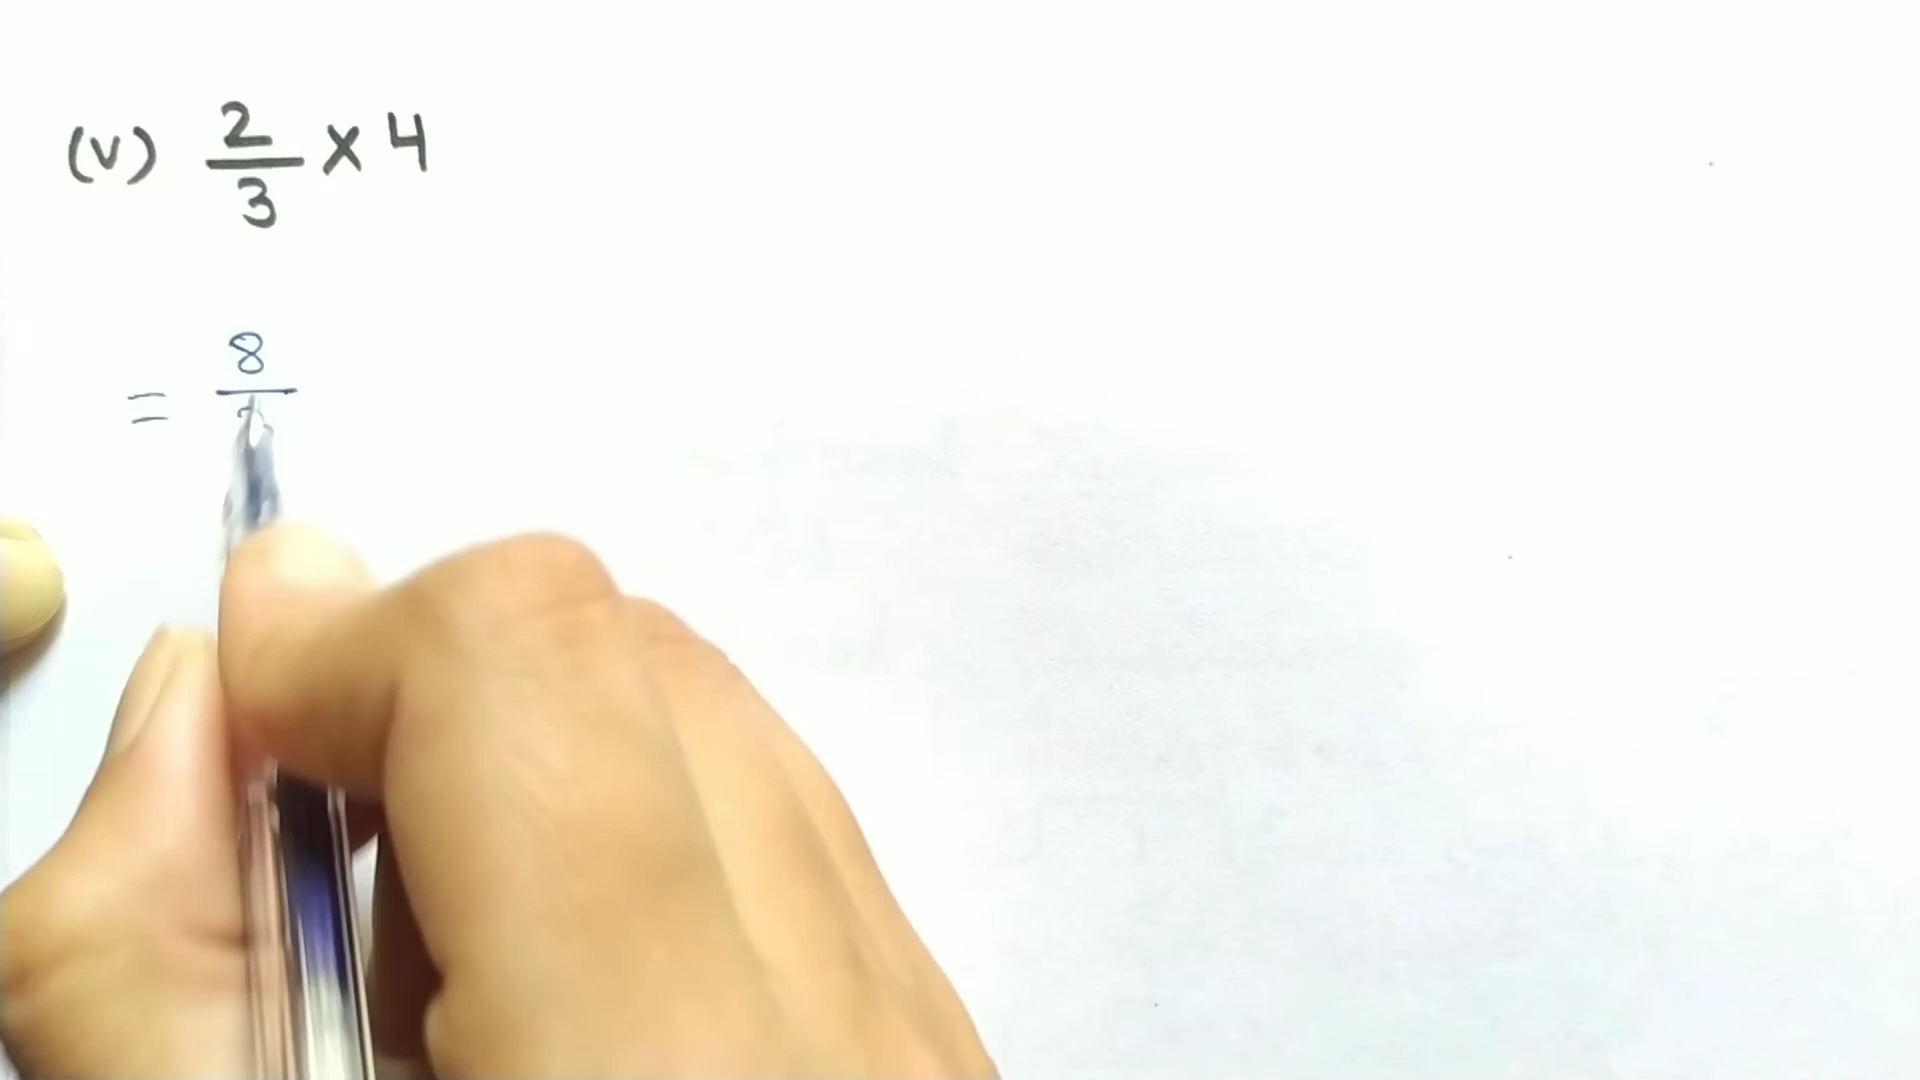 (v) 2/3 × 4
= 8/